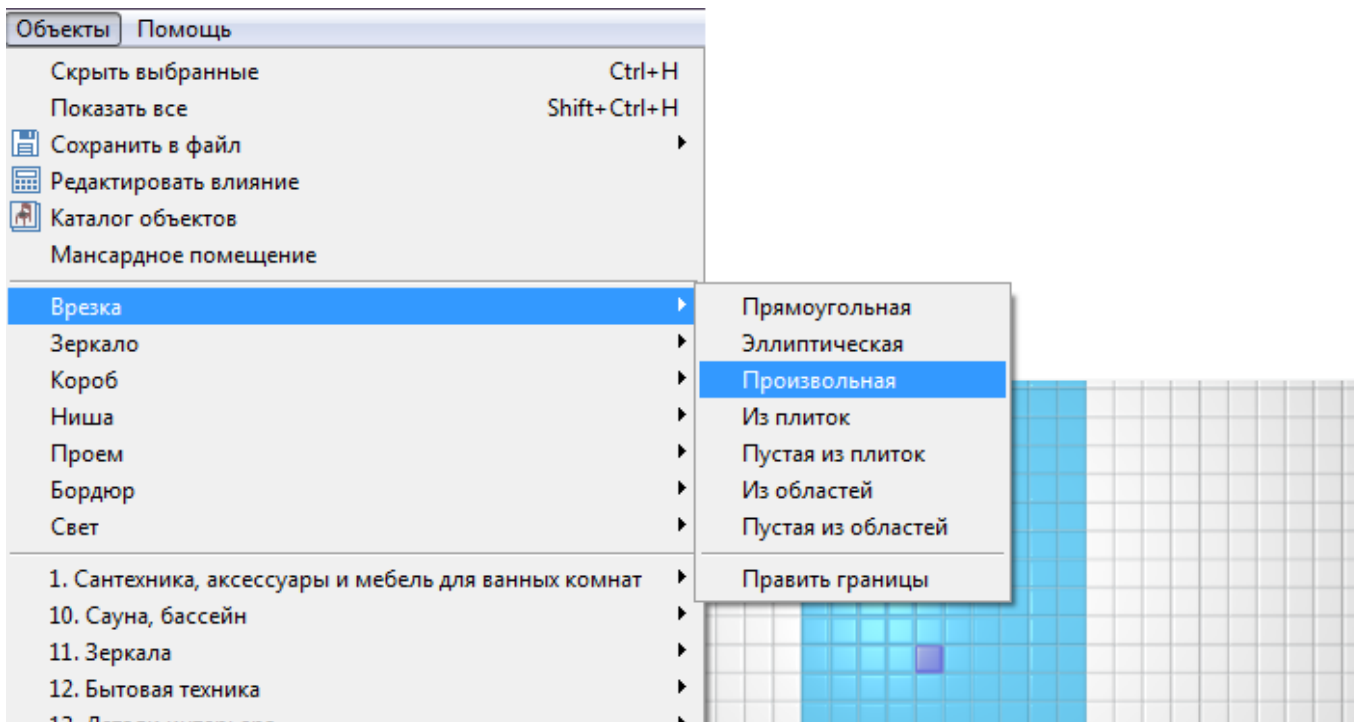 Объекты Помощь
Скрыть выбранные Ctrl+H
Показать все Shift+Ctrl+H
Сохранить в файл
Редактировать влияние
Каталог объектов
Мансардное помещение
Врезка
Зеркало
Короб
Ниша
Проем
Бордюр
Свет
1. Сантехника, аксессуары и мебель для ванных комнат
10. Сауна, бассейн
11. Зеркала
12. Бытовая техника
Прямоугольная
Эллиптическая
Произвольная
Из плиток
Пустая из плиток
Из областей
Пустая из областей
Править границы